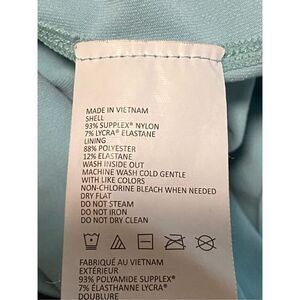 MADE IN VIETNAM
SHELL
93% SUPPLEX® NYLON
7% LYCRA® ELASTANE
LINING
88% POLYESTER
12% ELASTANE
WASH INSIDE OUT
MACHINE WASH COLD GENTLE
WITH LIKE COLORS
NON-CHLORINE BLEACH WHEN NEEDED
DRY FLAT
DO NOT STEAM
DO NOT IRON
DO NOT DRY CLEAN
FABRIQUÉ AU VIETNAM
EXTÉRIEUR
93% POLYAMIDE SUPPLEX®
7% ÉLASTHANNE LYCRA®
DOUBLURE